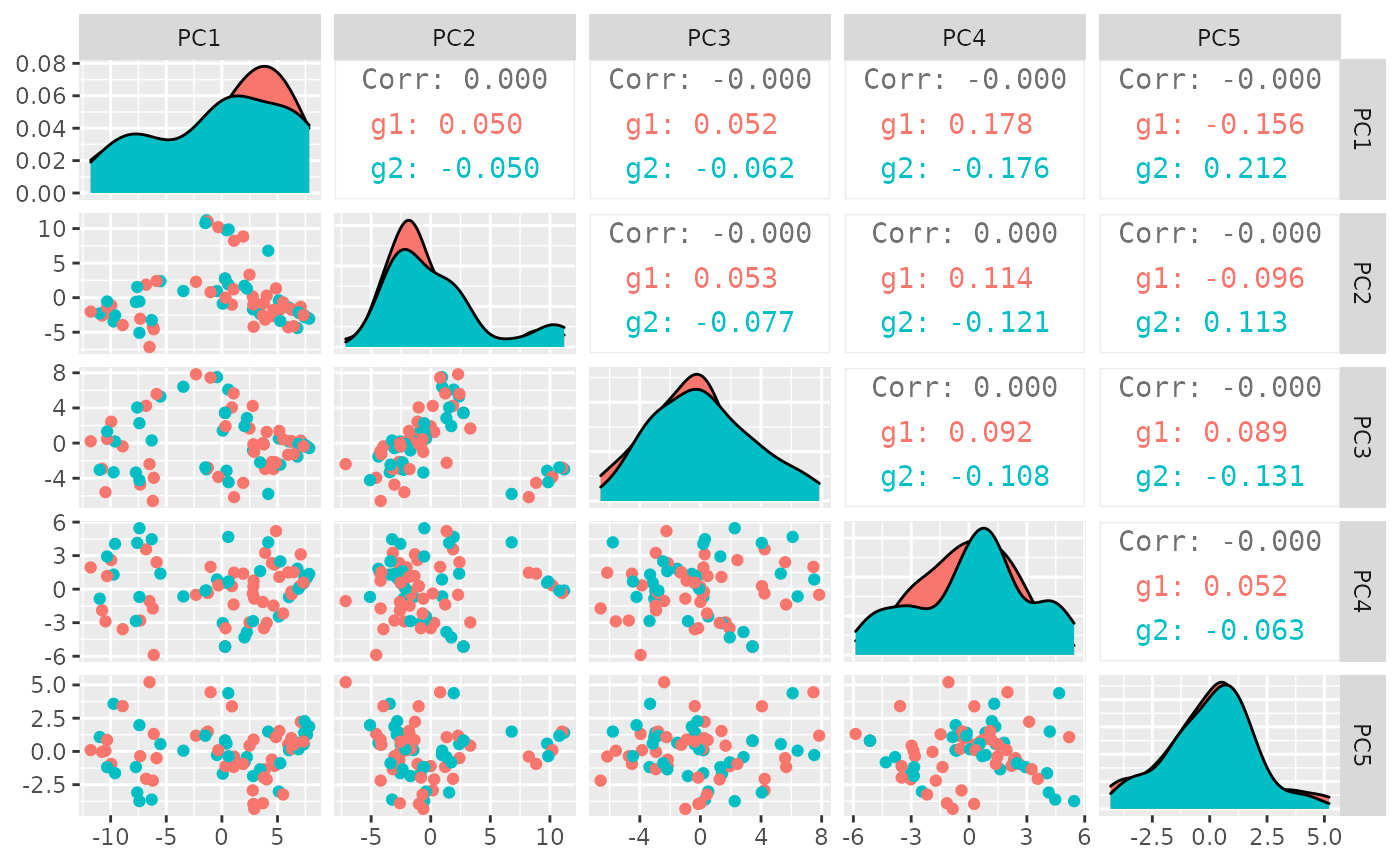 PC1 PC2 PC3 PC4 PC5
0.08
0.06
0.04
0.02
0.00
Corr: 0.000
g1: 0.050
g2: -0.050
Corr: -0.000
g1: 0.052
g2: -0.062
Corr: -0.000
g1: 0.178
g2: -0.176
Corr: -0.000
g1: -0.156
g2: 0.212
PC1
10
5
0
-5
Corr: -0.000
g1: 0.053
g2: -0.077
Corr: 0.000
g1: 0.114
g2: -0.121
Corr: -0.000
g1: -0.096
g2: 0.113
PC2
8
4
0
-4
Corr: 0.000
g1: 0.092
g2: -0.108
Corr: -0.000
g1: 0.089
g2: -0.131
PC3
6
3
0
-3
-6
Corr: -0.000
g1: 0.052
g2: -0.063
PC4
5.0
2.5
0.0
-2.5
PC5
-10 -5 0 5 -5 0 5 10 -4 0 4 8 -6 -3 0 3 6 -2.5 0.0 2.5 5.0